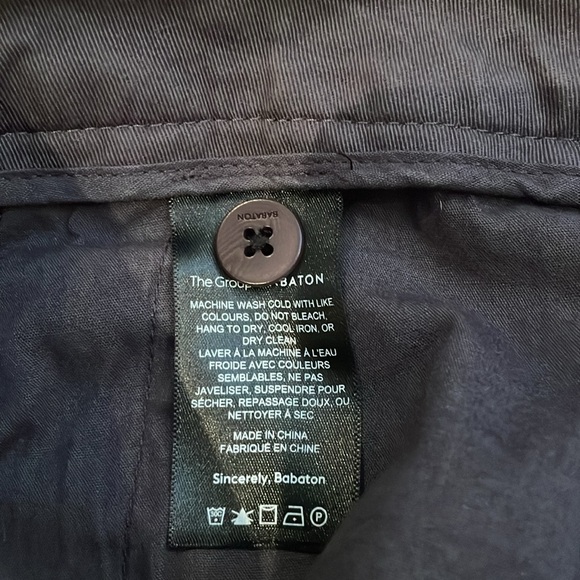 BABATON
The Group BATON
MACHINE WASH COLD WITH LIKE
COLOURS, DO NOT BLEACH,
HANG TO DRY, COOL IRON, OR
DRY CLEAN
LAVER À LA MACHINE À L'EAU
FROIDE AVEC COULEURS
SEMBLABLES, NE PAS
JAVELISER, SUSPENDRE POUR
SÉCHER, REPASSAGE DOUX, OU
NETTOYER À SEC
MADE IN CHINA
FABRIQUÉ EN CHINE
Sincerely, Babaton
30C P